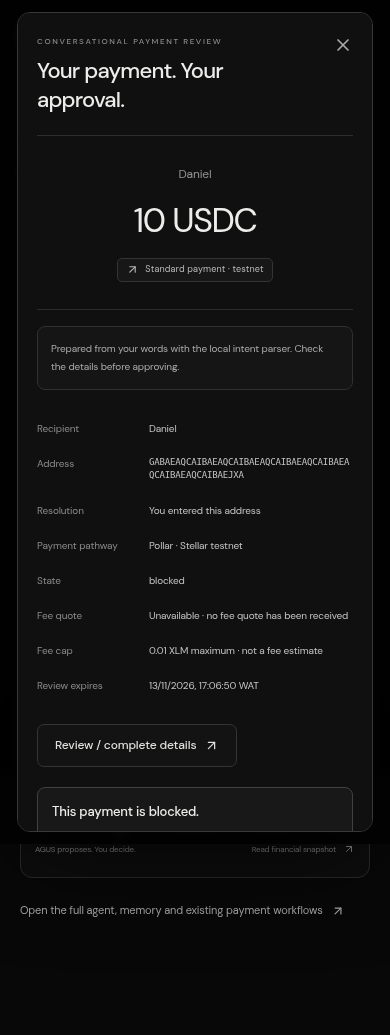 CONVERSATIONAL PAYMENT REVIEW
Your payment. Your
approval.
Daniel
10 USDC
Standard payment · testnet
Prepared from your words with the local intent parser. Check
the details before approving.
Recipient Daniel
Address GABAEAQCAIBAEAQCAIBAEAQCAIBAEAQCAIBAEAQCAIBAEA
QCAIBAEAQCAIBAEJXA
Resolution You entered this address
Payment pathway Pollar · Stellar testnet
State blocked
Fee quote Unavailable · no fee quote has been received
Fee cap 0.01 XLM maximum · not a fee estimate
Review expires 13/11/2026, 17:06:50 WAT
Review / complete details
This payment is blocked.
AGUS proposes. You decide. Read financial snapshot
Open the full agent, memory and existing payment workflows